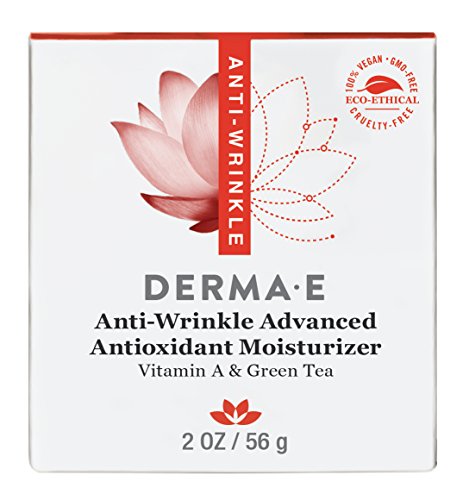 ANTI-WRINKLE
100% VEGAN • GMO-FREE
ECO-ETHICAL
CRUELTY-FREE
DERMA·E
Anti-Wrinkle Advanced
Antioxidant Moisturizer
Vitamin A & Green Tea
2 OZ / 56 g